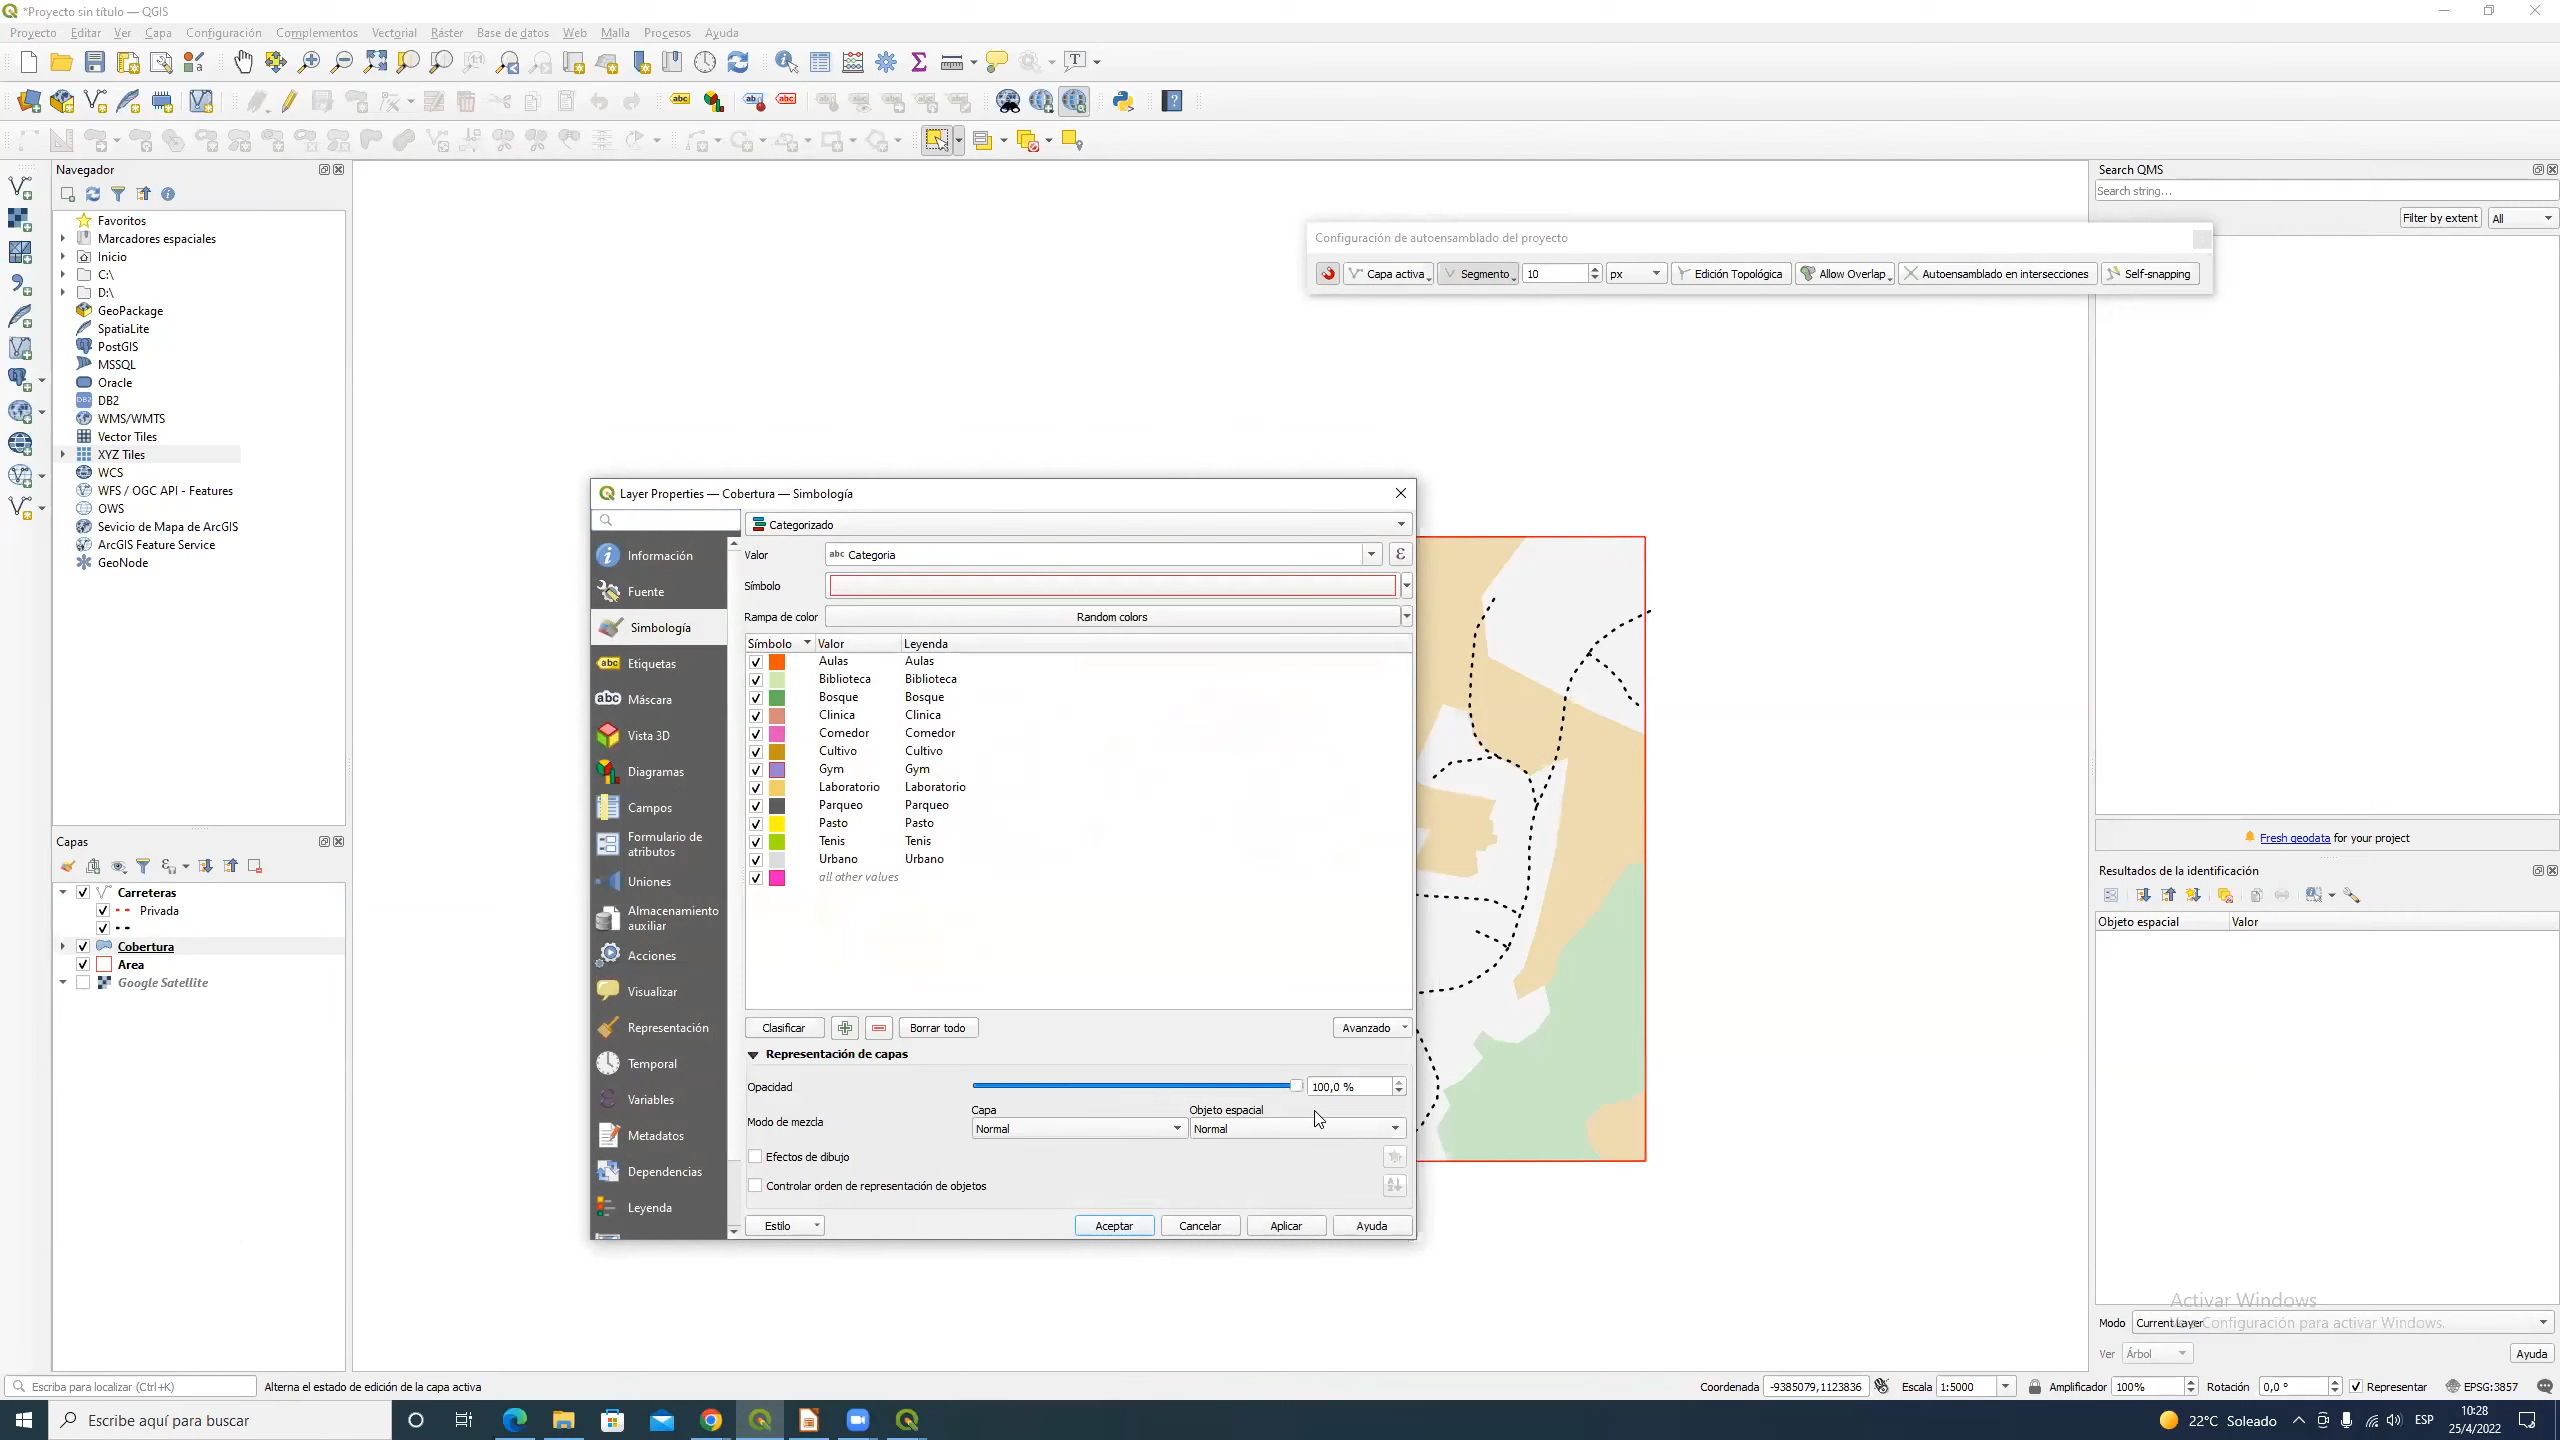 *Proyecto sin título — QGIS
Proyecto Editar Ver Capa Configuración Complementos Vectorial Ráster Base de datos Web Malla Procesos Ayuda
Navegador
Favoritos
Marcadores espaciales
Inicio
C:\
D:\
GeoPackage
SpatiaLite
PostGIS
MSSQL
Oracle
DB2
WMS/WMTS
Vector Tiles
XYZ Tiles
WCS
WFS / OGC API - Features
OWS
Sevicio de Mapa de ArcGIS
ArcGIS Feature Service
GeoNode
Capas
Carreteras
Privada
Cobertura
Area
Google Satellite
Configuración de autoensamblado del proyecto
Capa activa Segmento 10 px Edición Topológica Allow Overlap Autoensamblado en intersecciones Self-snapping
Layer Properties — Cobertura — Simbología
Información
Fuente
Simbología
Etiquetas
Máscara
Vista 3D
Diagramas
Campos
Formulario de
atributos
Uniones
Almacenamiento
auxiliar
Acciones
Visualizar
Representación
Temporal
Variables
Metadatos
Dependencias
Leyenda
Categorizado
Valor abc Categoria ε
Símbolo
Rampa de color Random colors
Símbolo Valor Leyenda
Aulas Aulas
Biblioteca Biblioteca
Bosque Bosque
Clinica Clinica
Comedor Comedor
Cultivo Cultivo
Gym Gym
Laboratorio Laboratorio
Parqueo Parqueo
Pasto Pasto
Tenis Tenis
Urbano Urbano
all other values
Clasificar Borrar todo Avanzado
Representación de capas
Opacidad 100,0 %
Capa Objeto espacial
Modo de mezcla Normal Normal
Efectos de dibujo
Controlar orden de representación de objetos
Estilo Aceptar Cancelar Aplicar Ayuda
Search QMS
Search string...
Filter by extent All
Fresh geodata for your project
Resultados de la identificación
Objeto espacial Valor
Activar Windows
Modo Current Layer Configuración para activar Windows.
Ver Árbol Ayuda
Escriba para localizar (Ctrl+K) Alterna el estado de edición de la capa activa Coordenada -9385079,1123836 Escala 1:5000 Amplificador 100% Rotación 0,0 ° Representar EPSG:3857
Escribe aquí para buscar 22°C Soleado ESP 10:28
25/4/2022